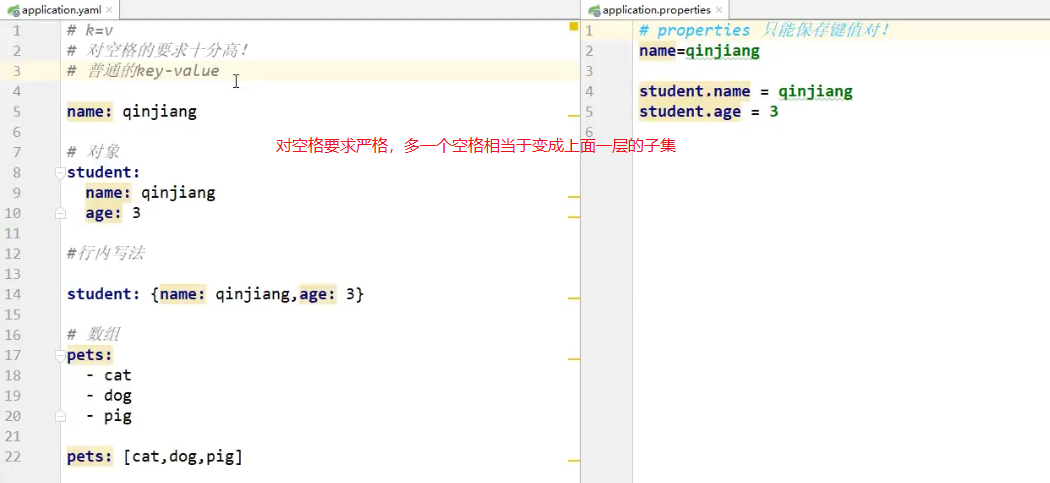 application.yaml
1 # k=v
2 # 对空格的要求十分高!
3 # 普通的key-value
4
5 name: qinjiang
6
7 # 对象
8 student:
9 name: qinjiang
10 age: 3
11
12 #行内写法
13
14 student: {name: qinjiang,age: 3}
15
16 # 数组
17 pets:
18 - cat
19 - dog
20 - pig
21
22 pets: [cat,dog,pig]
对空格要求严格，多一个空格相当于变成上面一层的子集
application.properties
1 # properties 只能保存键值对!
2 name=qinjiang
3
4 student.name = qinjiang
5 student.age = 3
6